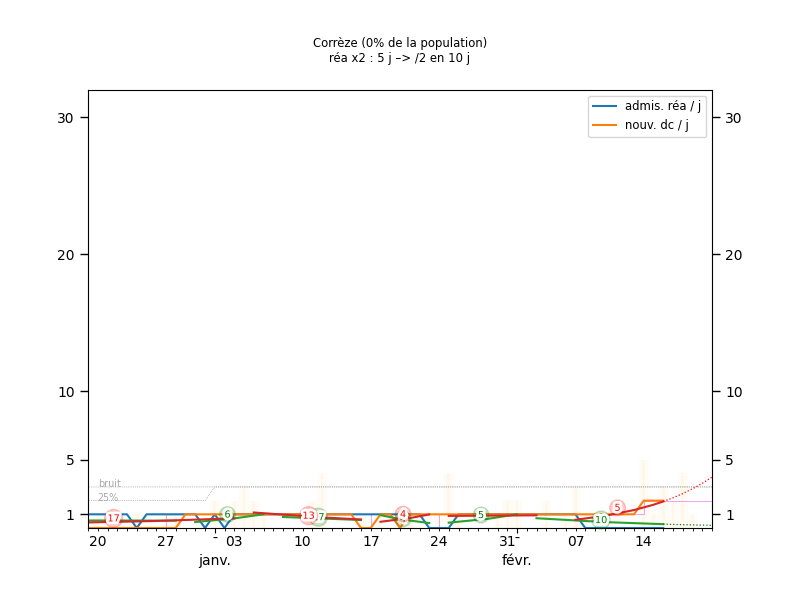 Corrèze (0% de la population)
réa x2 : 5 j –> /2 en 10 j
admis. réa / j
nouv. dc / j
30 30
20 20
10 10
5 5
bruit
25%
17 6 13 7 4 5 10 5
1 1
20 27 - 03 10 17 24 31- 07 14
janv. févr.